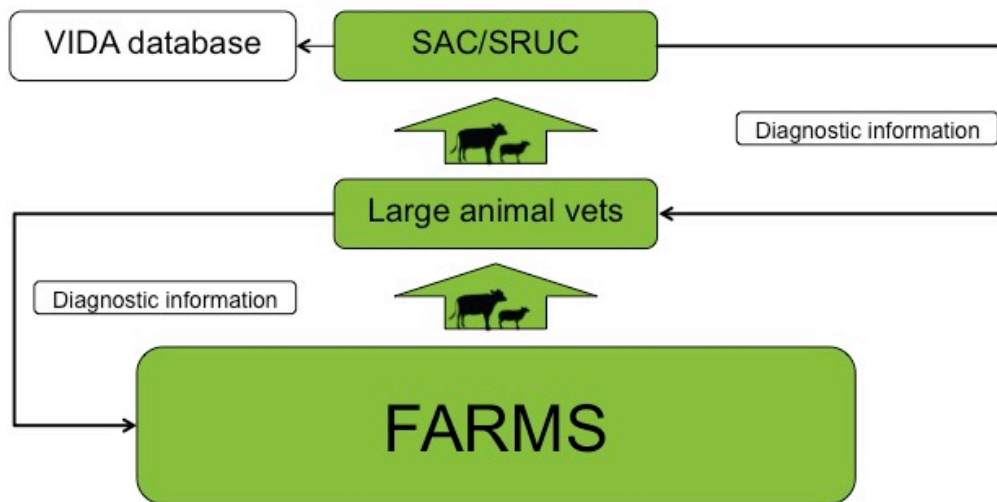 VIDA database
SAC/SRUC
Diagnostic information
Large animal vets
Diagnostic information
FARMS